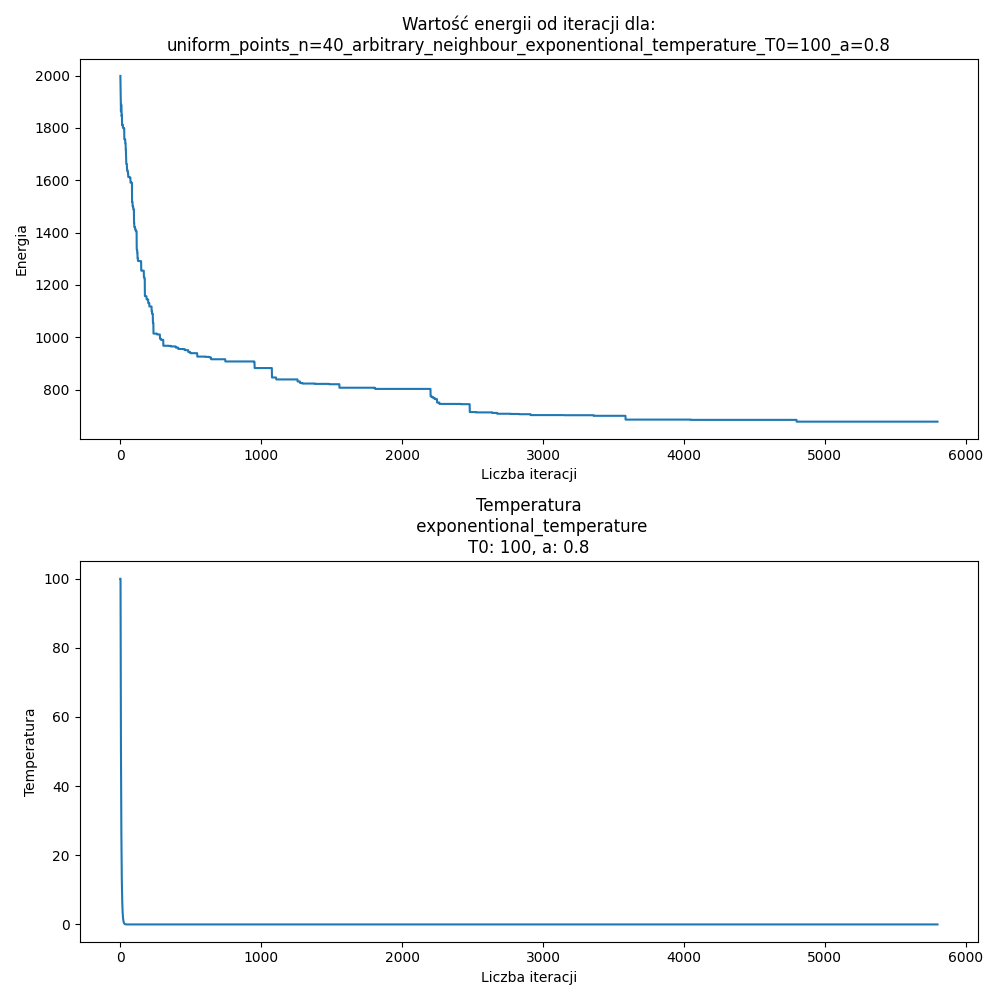 Wartość energii od iteracji dla:
uniform_points_n=40_arbitrary_neighbour_exponentional_temperature_T0=100_a=0.8
2000
1800
1600
1400
1200
1000
800
Energia
0 1000 2000 3000 4000 5000 6000
Liczba iteracji
Temperatura
exponentional_temperature
T0: 100, a: 0.8
100
80
60
40
20
0
Temperatura
0 1000 2000 3000 4000 5000 6000
Liczba iteracji